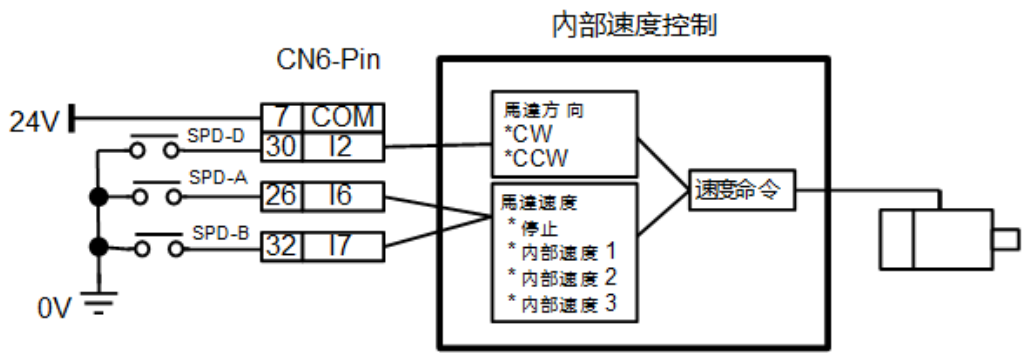 内部速度控制
CN6-Pin
24V
7 COM
SPD-D
30 I2
SPD-A
26 I6
SPD-B
32 I7
0V
馬達方向
*CW
*CCW
馬達速度
*停止
*内部速度 1
*内部速度 2
*内部速度 3
速度命令